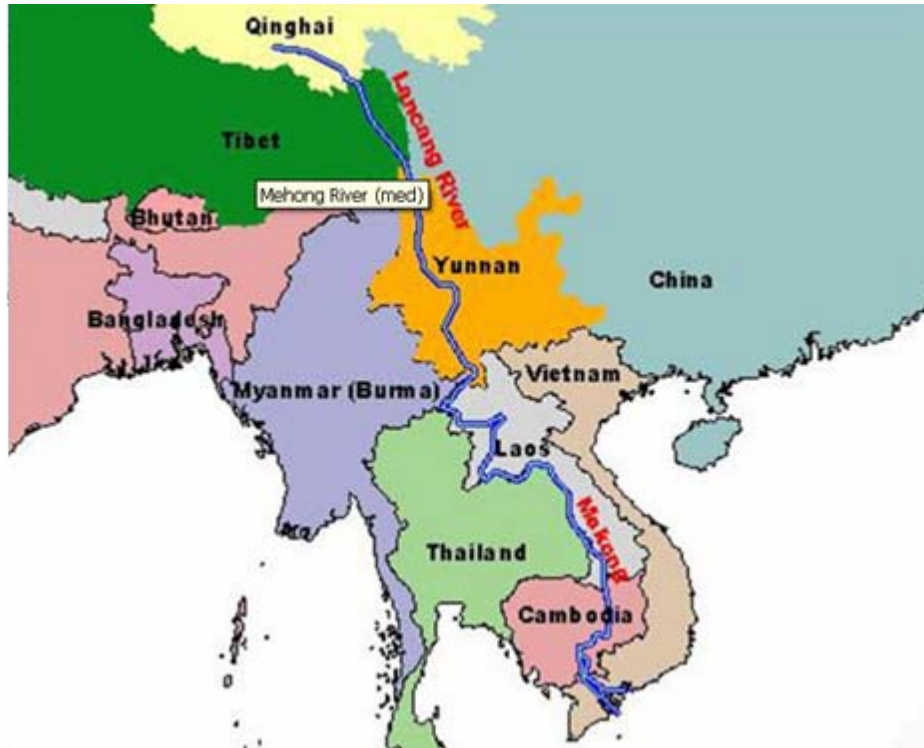 Qinghai
Lancang River
Tibet
Mehong River (med)
Bhutan
Yunnan
China
Bangladesh
Vietnam
Myanmar (Burma)
Laos
Mekong
Thailand
Cambodia